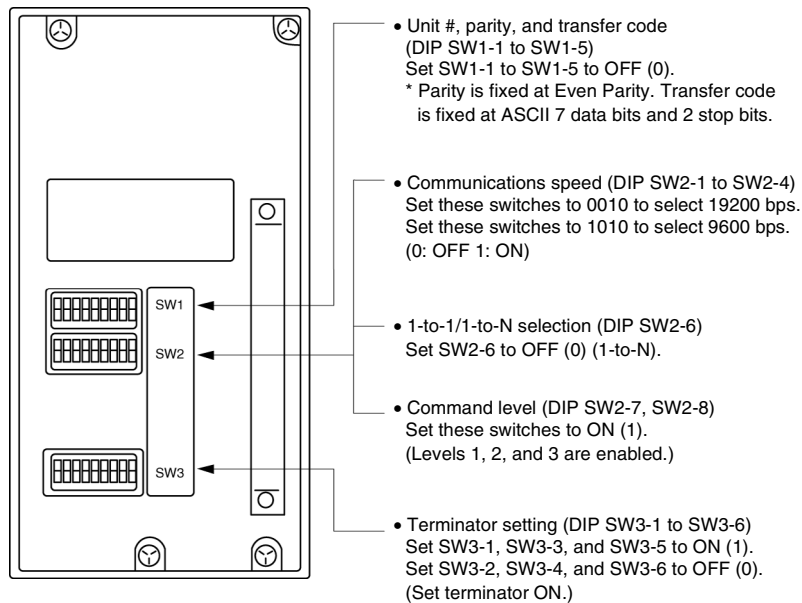 • Unit #, parity, and transfer code
(DIP SW1-1 to SW1-5)
Set SW1-1 to SW1-5 to OFF (0).
* Parity is fixed at Even Parity. Transfer code
is fixed at ASCII 7 data bits and 2 stop bits.
• Communications speed (DIP SW2-1 to SW2-4)
Set these switches to 0010 to select 19200 bps.
Set these switches to 1010 to select 9600 bps.
(0: OFF 1: ON)
SW1
• 1-to-1/1-to-N selection (DIP SW2-6)
Set SW2-6 to OFF (0) (1-to-N).
SW2
• Command level (DIP SW2-7, SW2-8)
Set these switches to ON (1).
(Levels 1, 2, and 3 are enabled.)
SW3
• Terminator setting (DIP SW3-1 to SW3-6)
Set SW3-1, SW3-3, and SW3-5 to ON (1).
Set SW3-2, SW3-4, and SW3-6 to OFF (0).
(Set terminator ON.)